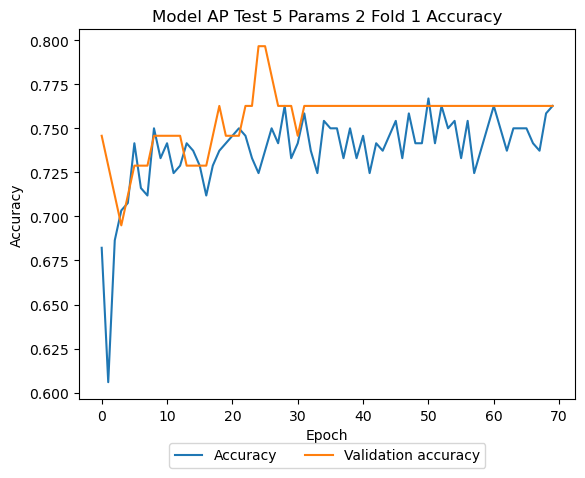 Model AP Test 5 Params 2 Fold 1 Accuracy
0.800
0.775
0.750
0.725
0.700
0.675
0.650
0.625
0.600
Accuracy
0 10 20 30 40 50 60 70
Epoch
Accuracy Validation accuracy